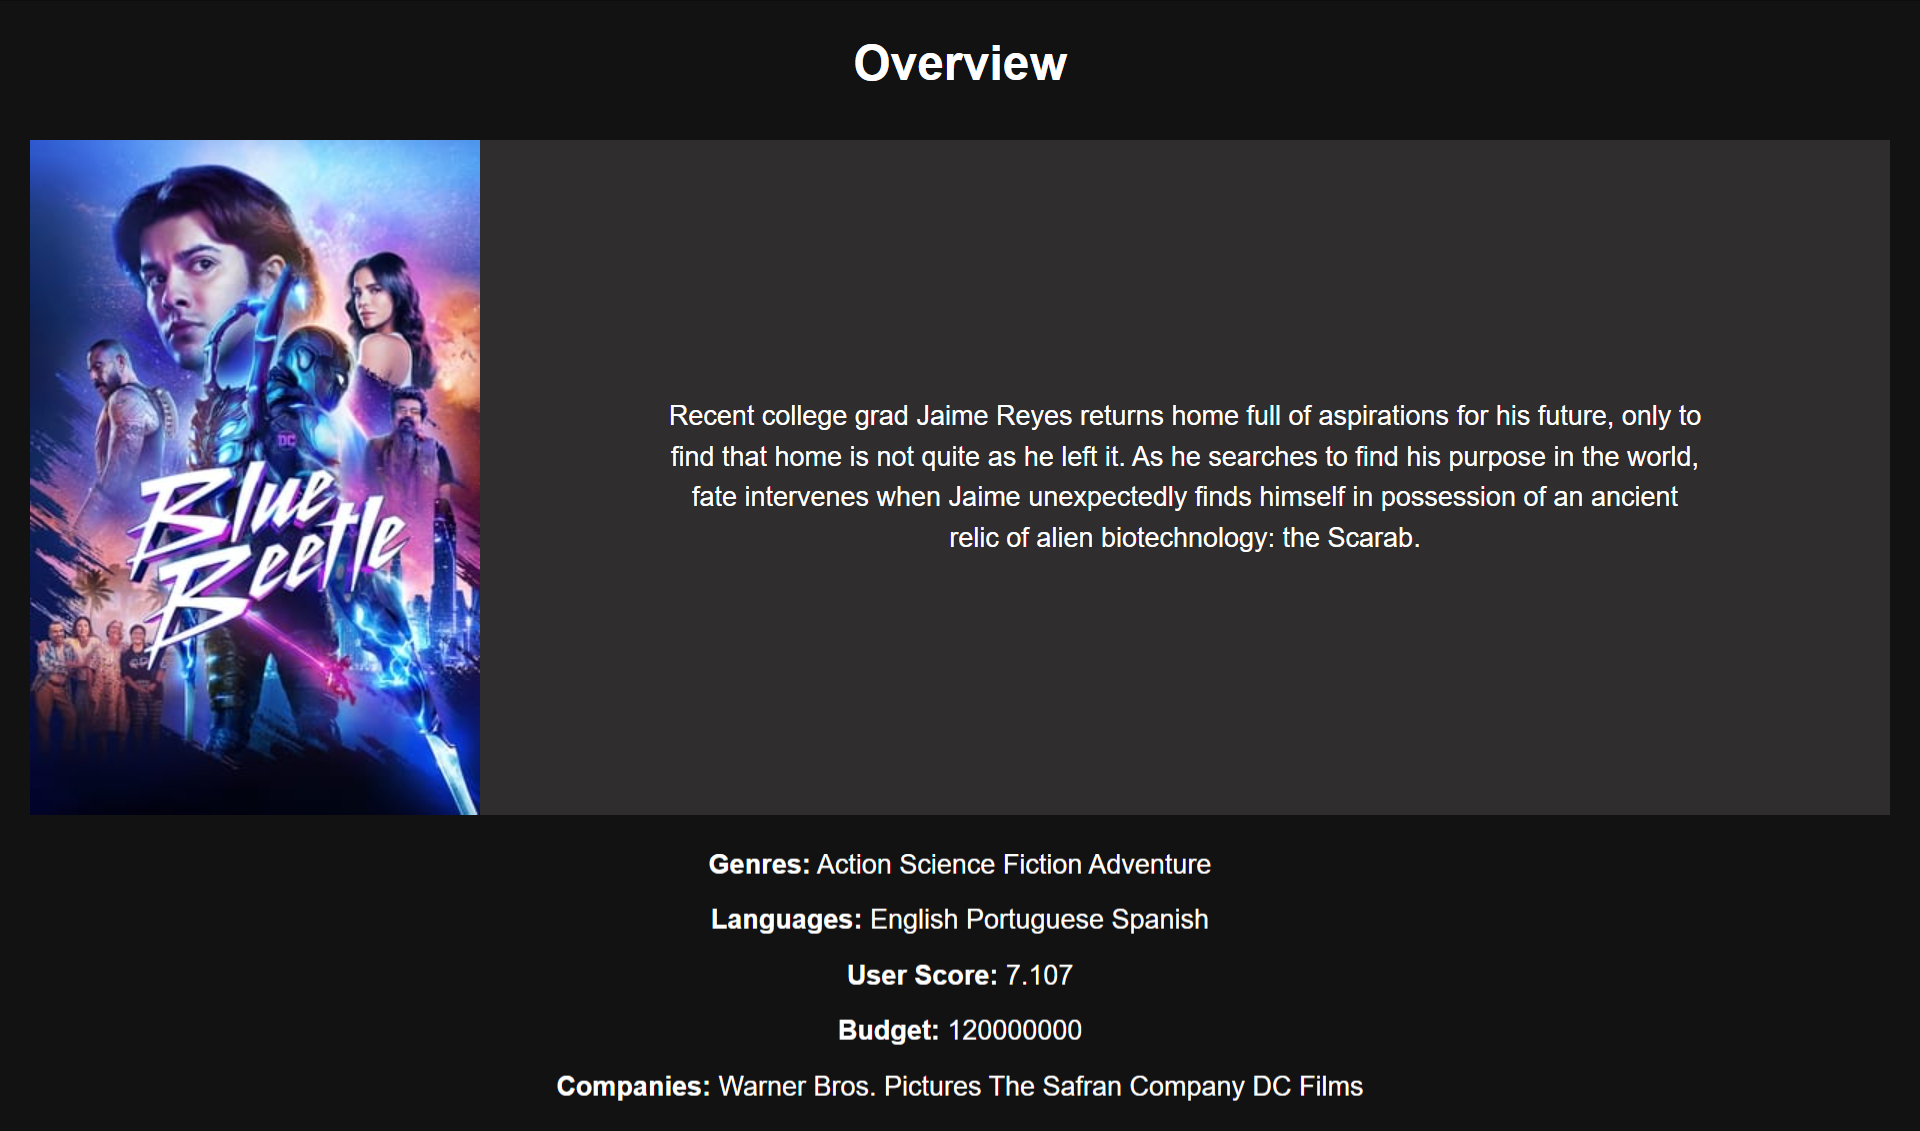 Overview
DC
Blue
Beetle
Recent college grad Jaime Reyes returns home full of aspirations for his future, only to
find that home is not quite as he left it. As he searches to find his purpose in the world,
fate intervenes when Jaime unexpectedly finds himself in possession of an ancient
relic of alien biotechnology: the Scarab.
Genres: Action Science Fiction Adventure
Languages: English Portuguese Spanish
User Score: 7.107
Budget: 120000000
Companies: Warner Bros. Pictures The Safran Company DC Films